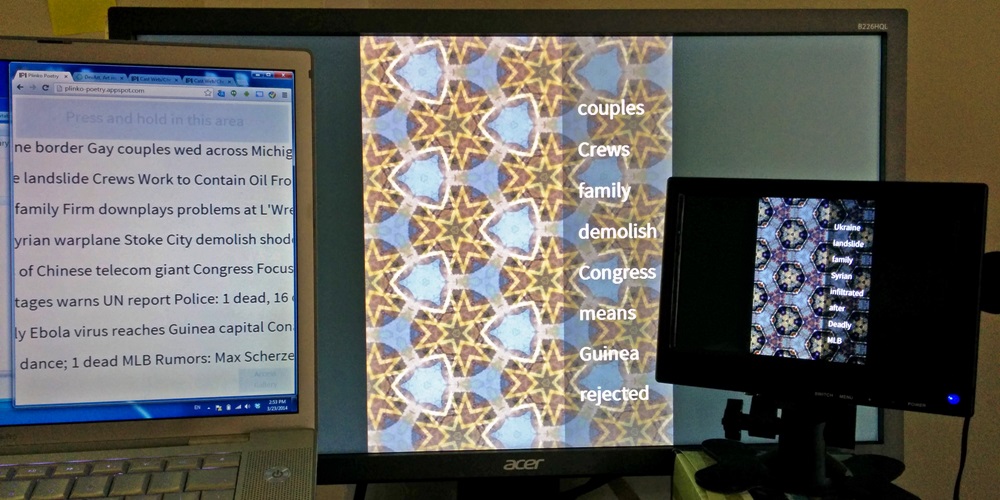 Plinko Poetry
plinko-poetry.appspot.com
Press and hold in this area
ne border Gay couples wed across Michig
e landslide Crews Work to Contain Oil Fro
family Firm downplays problems at L'Wre
yrian warplane Stoke City demolish shod
of Chinese telecom giant Congress Focus
tages warns UN report Police: 1 dead, 16
ly Ebola virus reaches Guinea capital Con
dance; 1 dead MLB Rumors: Max Scherze
EN
2:53 PM
3/23/2014
B226HQL
couples
Crews
family
demolish
Congress
means
Guinea
rejected
acer
Ukraine
landslide
family
Syrian
infiltrated
after
Deadly
MLB
SWITCH MENU
POWER